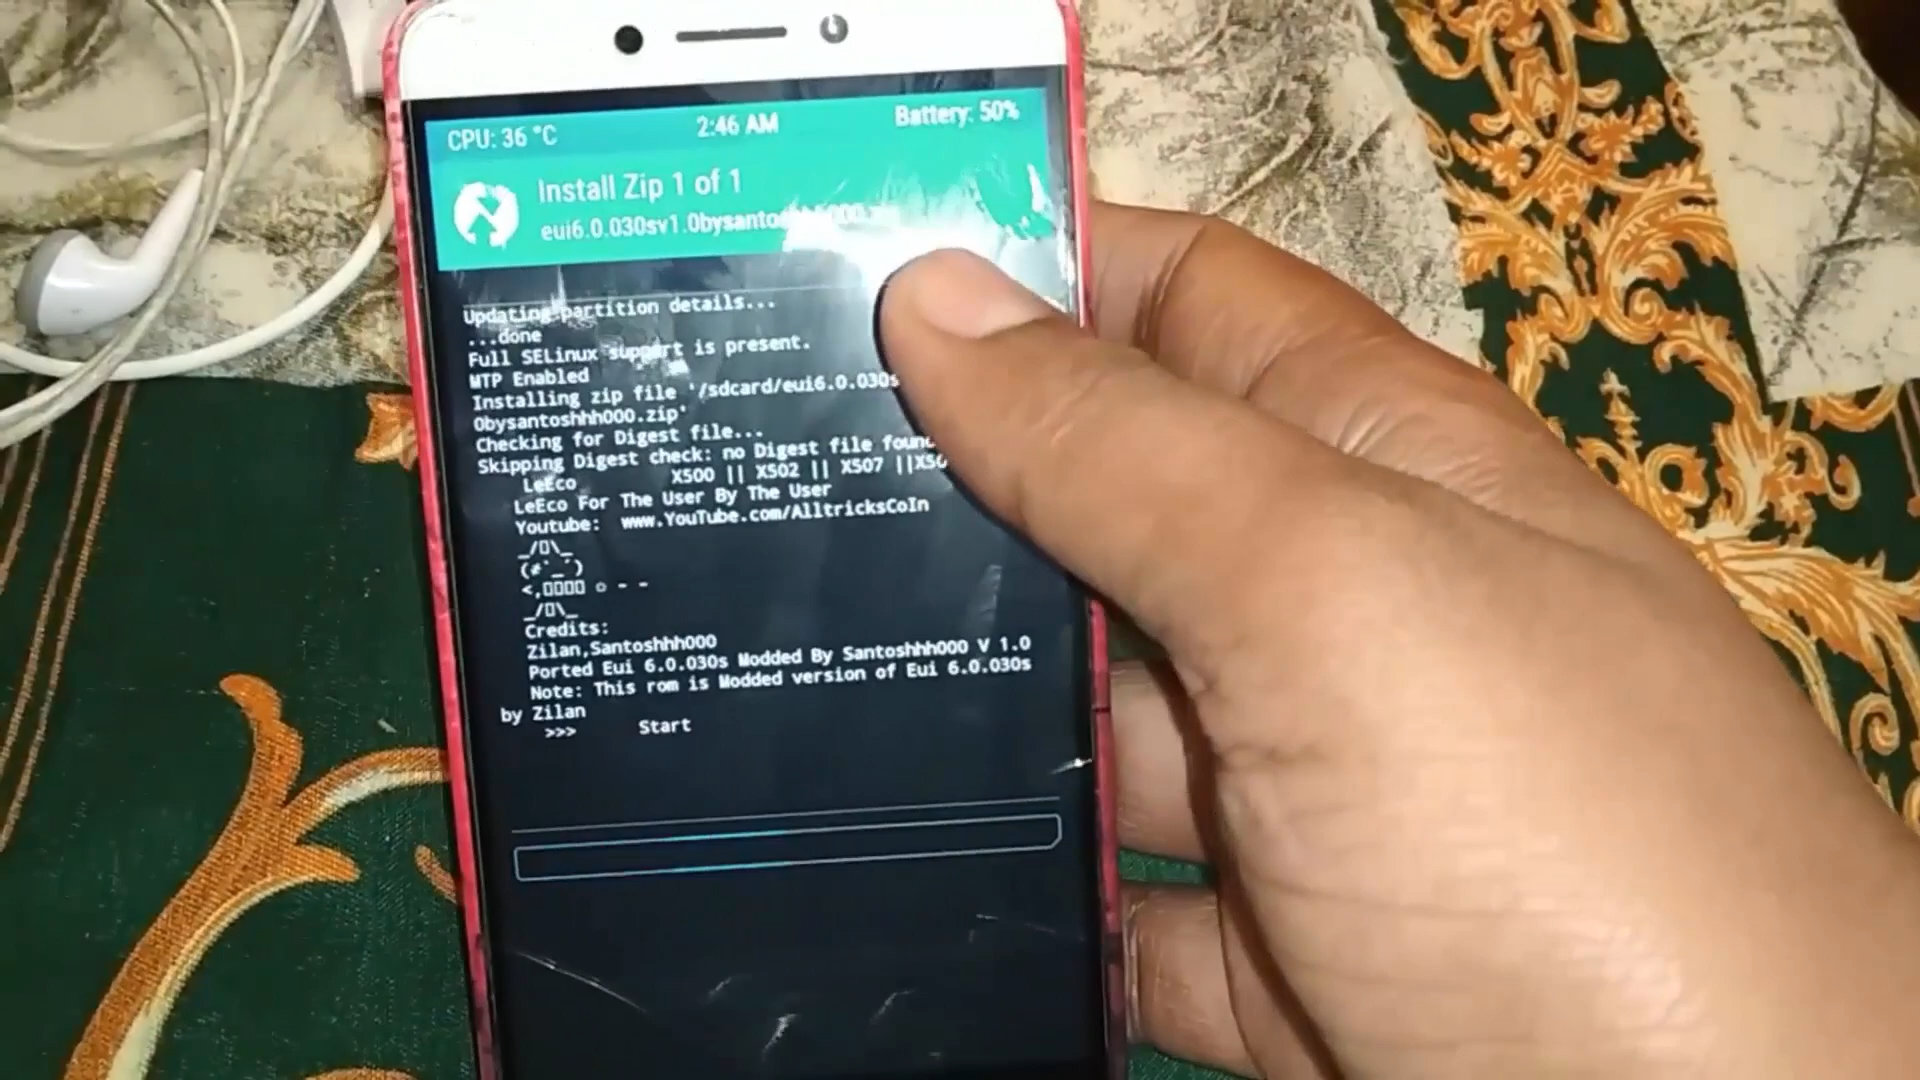 CPU: 36 °C 2:46 AM Battery: 50%
Install Zip 1 of 1
eui6.0.030sv1.0bysantoshhh000
Updating partition details...
...done
Full SELinux support is present.
MTP Enabled
Installing zip file '/sdcard/eui6.0.030s
0bysantoshhh000.zip'
Checking for Digest file...
Skipping Digest check: no Digest file found
LeEco X500 || X502 || X507 ||X50
LeEco For The User By The User
Youtube: www.YouTube.com/AlltricksCoIn
Credits:
Zilan,Santoshhh000
Ported Eui 6.0.030s Modded By Santoshhh000 V 1.0
Note: This rom is Modded version of Eui 6.0.030s
by Zilan
>>> Start